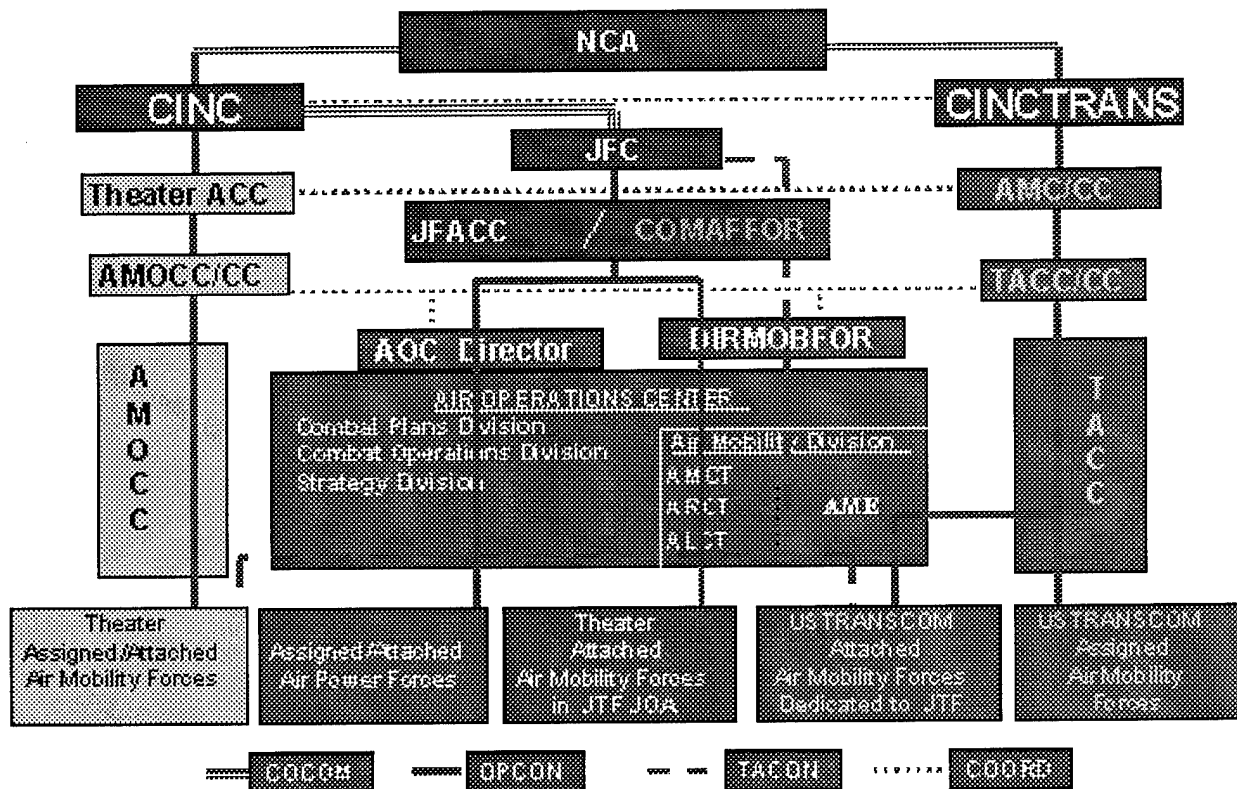 NCA
CINC
CINCTRANS
JFC
Theater ACC
AMC/CC
JFACC / COMAFFOR
AMOCC/CC
TACC/CC
AOC Director
DIRMOBFOR
AMOCC
AIR OPERATIONS CENTER
Combat Plans Division
Combat Operations Division
Strategy Division
Air Mobility Division
AMCT
ARCT
ALCT
AME
TACC
Theater
Assigned/Attached
Air Mobility Forces
Assigned/Attached
Air Power Forces
Theater
Attached
Air Mobility Forces
in JTF JOA
USTRANSCOM
Attached
Air Mobility Forces
Dedicated to JTF
USTRANSCOM
Assigned
Air Mobility
Forces
COCOM
OPCON
TACON
COORD